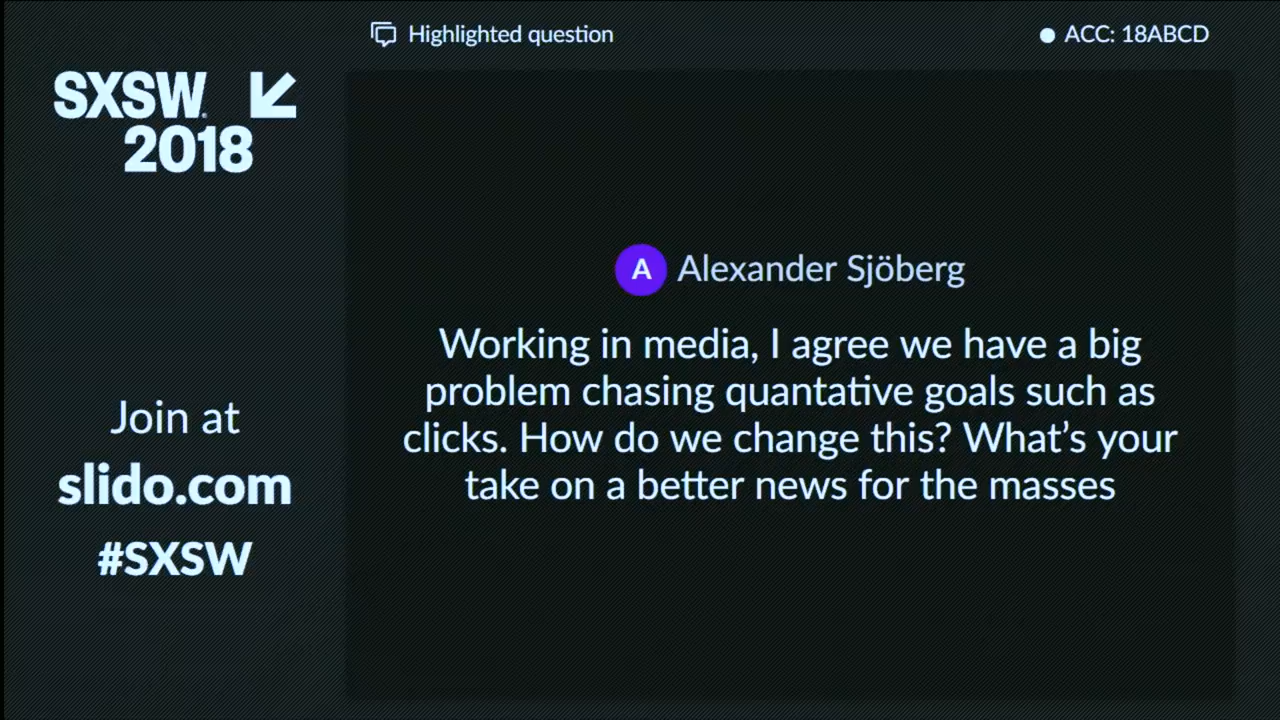 Highlighted question
ACC: 18ABCD
SXSW.
2018
A Alexander Sjöberg
Working in media, I agree we have a big
problem chasing quantative goals such as
clicks. How do we change this? What’s your
take on a better news for the masses
Join at
slido.com
#SXSW